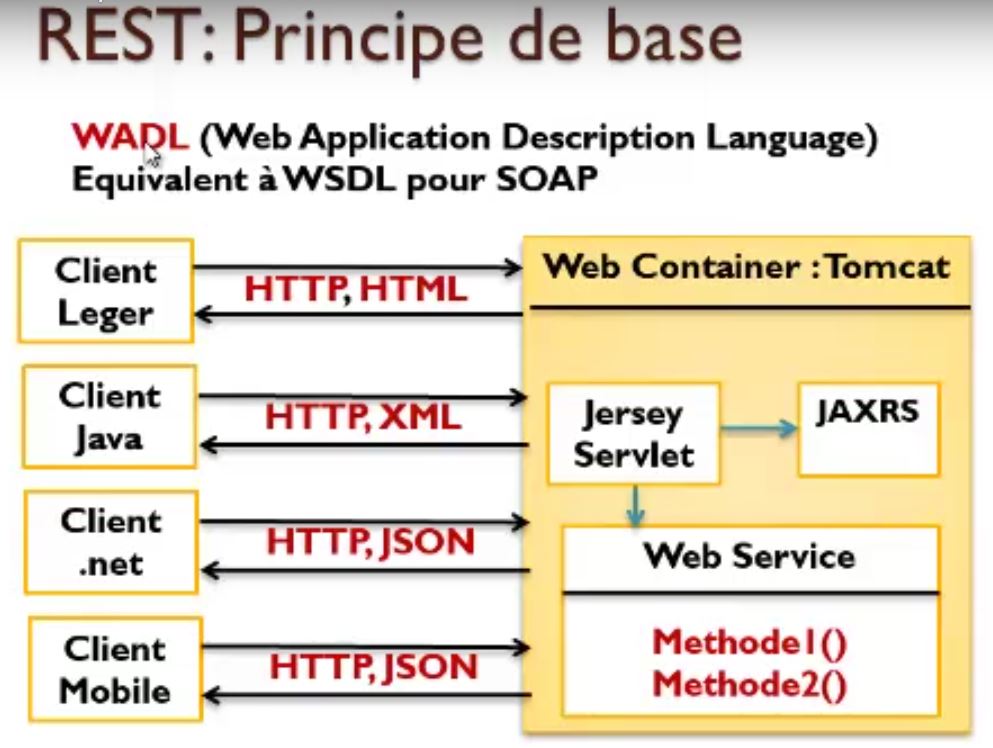 REST: Principe de base
WADL (Web Application Description Language)
Equivalent à WSDL pour SOAP
Client
Leger
HTTP, HTML
Web Container : Tomcat
Client
Java
HTTP, XML
Jersey
Servlet
JAXRS
Client
.net
HTTP, JSON
Web Service
Client
Mobile
HTTP, JSON
Methode1()
Methode2()